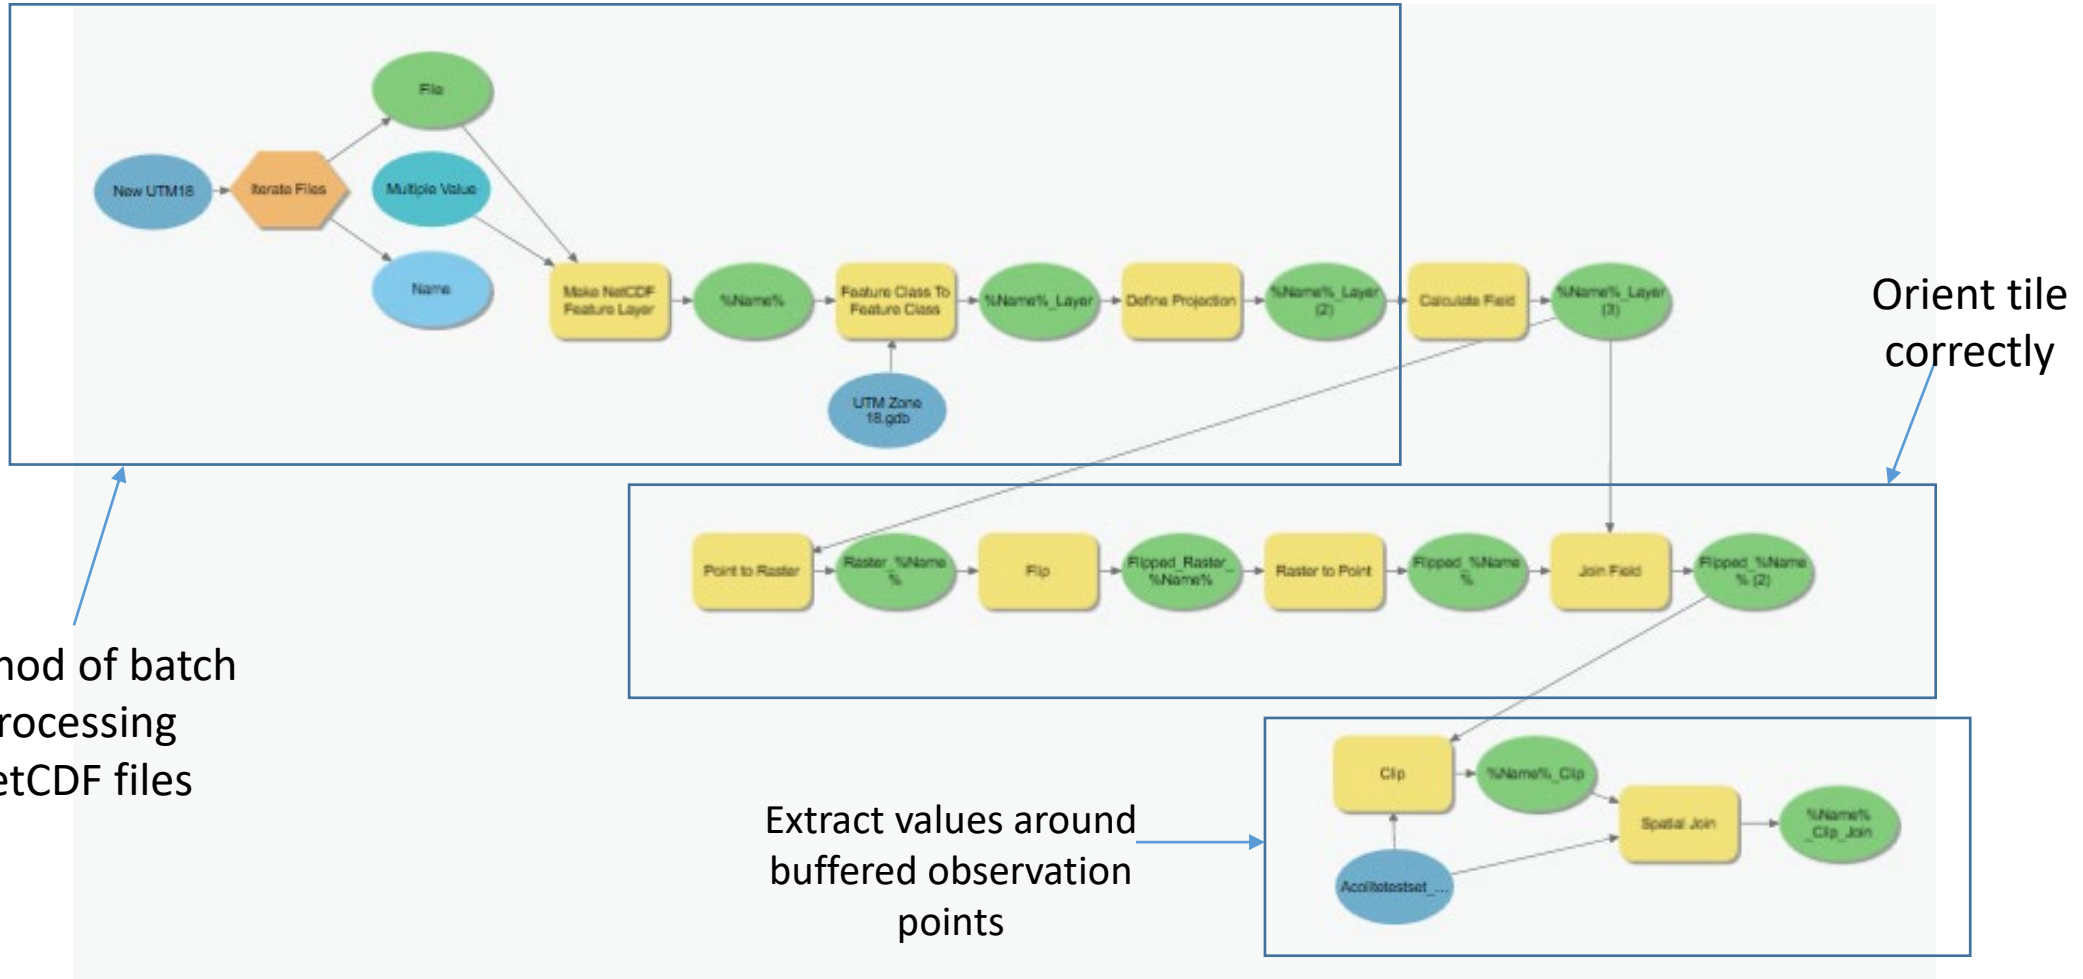 File
New UTM18
Iterate Files
Multiple Value
Name
Make NetCDF
Feature Layer
%Name%
Feature Class To
Feature Class
%Name%_Layer
Define Projection
%Name%_Layer
(2)
Calculate Field
%Name%_Layer
(3)
UTM Zone
18.gdb
Orient tile
correctly
Point to Raster
Raster_%Name
%
Flip
Flipped_Raster_
%Name%
Raster to Point
Flipped_%Name
%
Join Field
Flipped_%Name
% (2)
of batch
files
Extract values around
buffered observation
points
Clip
%Name%_Clip
Spatial Join
%Name%
_Clip_Join
Acolitetestset_...